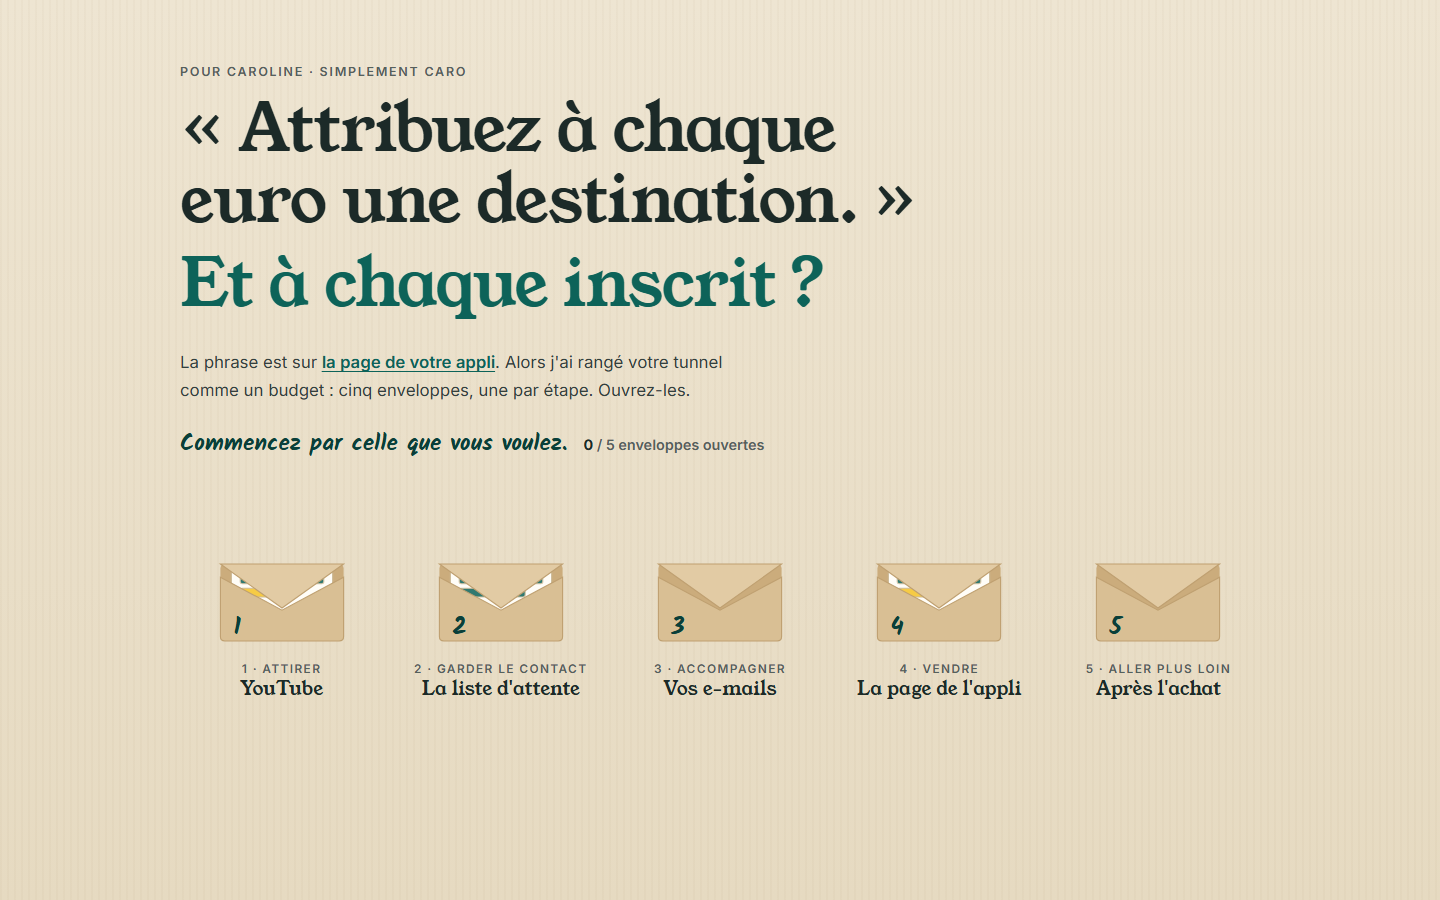 POUR CAROLINE · SIMPLEMENT CARO
« Attribuez à chaque
euro une destination. »
Et à chaque inscrit ?
La phrase est sur la page de votre appli. Alors j'ai rangé votre tunnel
comme un budget : cinq enveloppes, une par étape. Ouvrez-les.
Commencez par celle que vous voulez. 0 / 5 enveloppes ouvertes
1
2
3
4
5
1 · ATTIRER
YouTube
2 · GARDER LE CONTACT
La liste d'attente
3 · ACCOMPAGNER
Vos e-mails
4 · VENDRE
La page de l'appli
5 · ALLER PLUS LOIN
Après l'achat